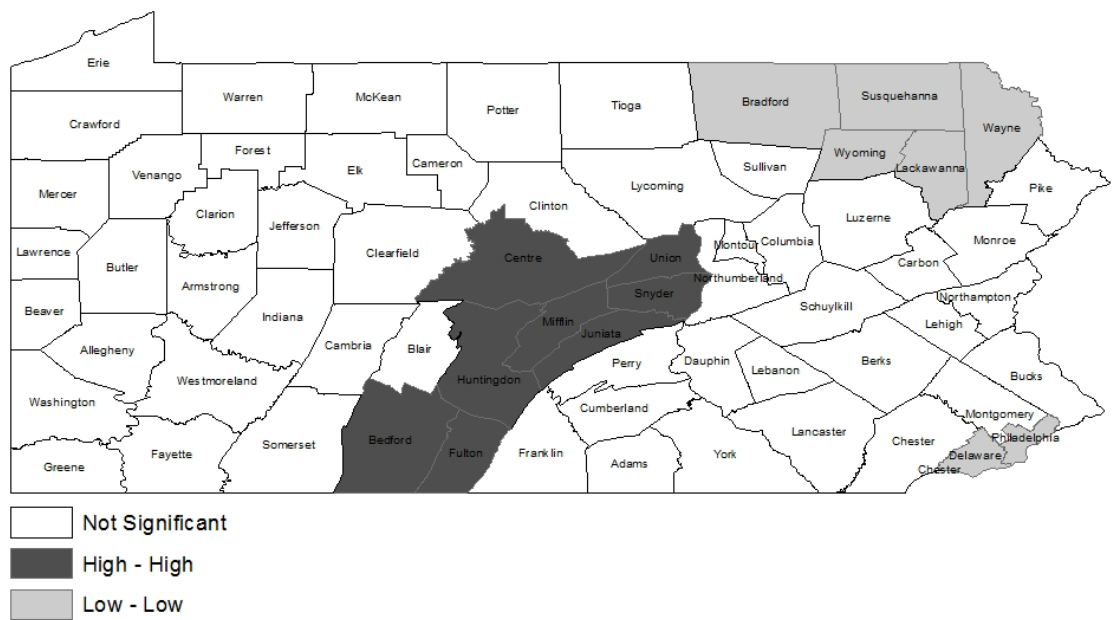 Erie
Warren
McKean
Potter
Tioga
Bradford
Susquehanna
Wayne
Crawford
Forest
Elk
Cameron
Sullivan
Wyoming
Lackawanna
Mercer
Venango
Clarion
Jefferson
Clinton
Lycoming
Luzerne
Pike
Lawrence
Butler
Armstrong
Clearfield
Centre
Union
Montour
Columbia
Monroe
Carbon
Beaver
Indiana
Snyder
Northumberland
Schuylkill
Northampton
Allegheny
Cambria
Blair
Mifflin
Juniata
Lehigh
Westmoreland
Huntingdon
Perry
Dauphin
Lebanon
Berks
Bucks
Washington
Cumberland
Montgomery
Greene
Fayette
Somerset
Bedford
Fulton
Franklin
Adams
York
Lancaster
Chester
Philadelphia
Delaware
Chester
Not Significant
High - High
Low - Low